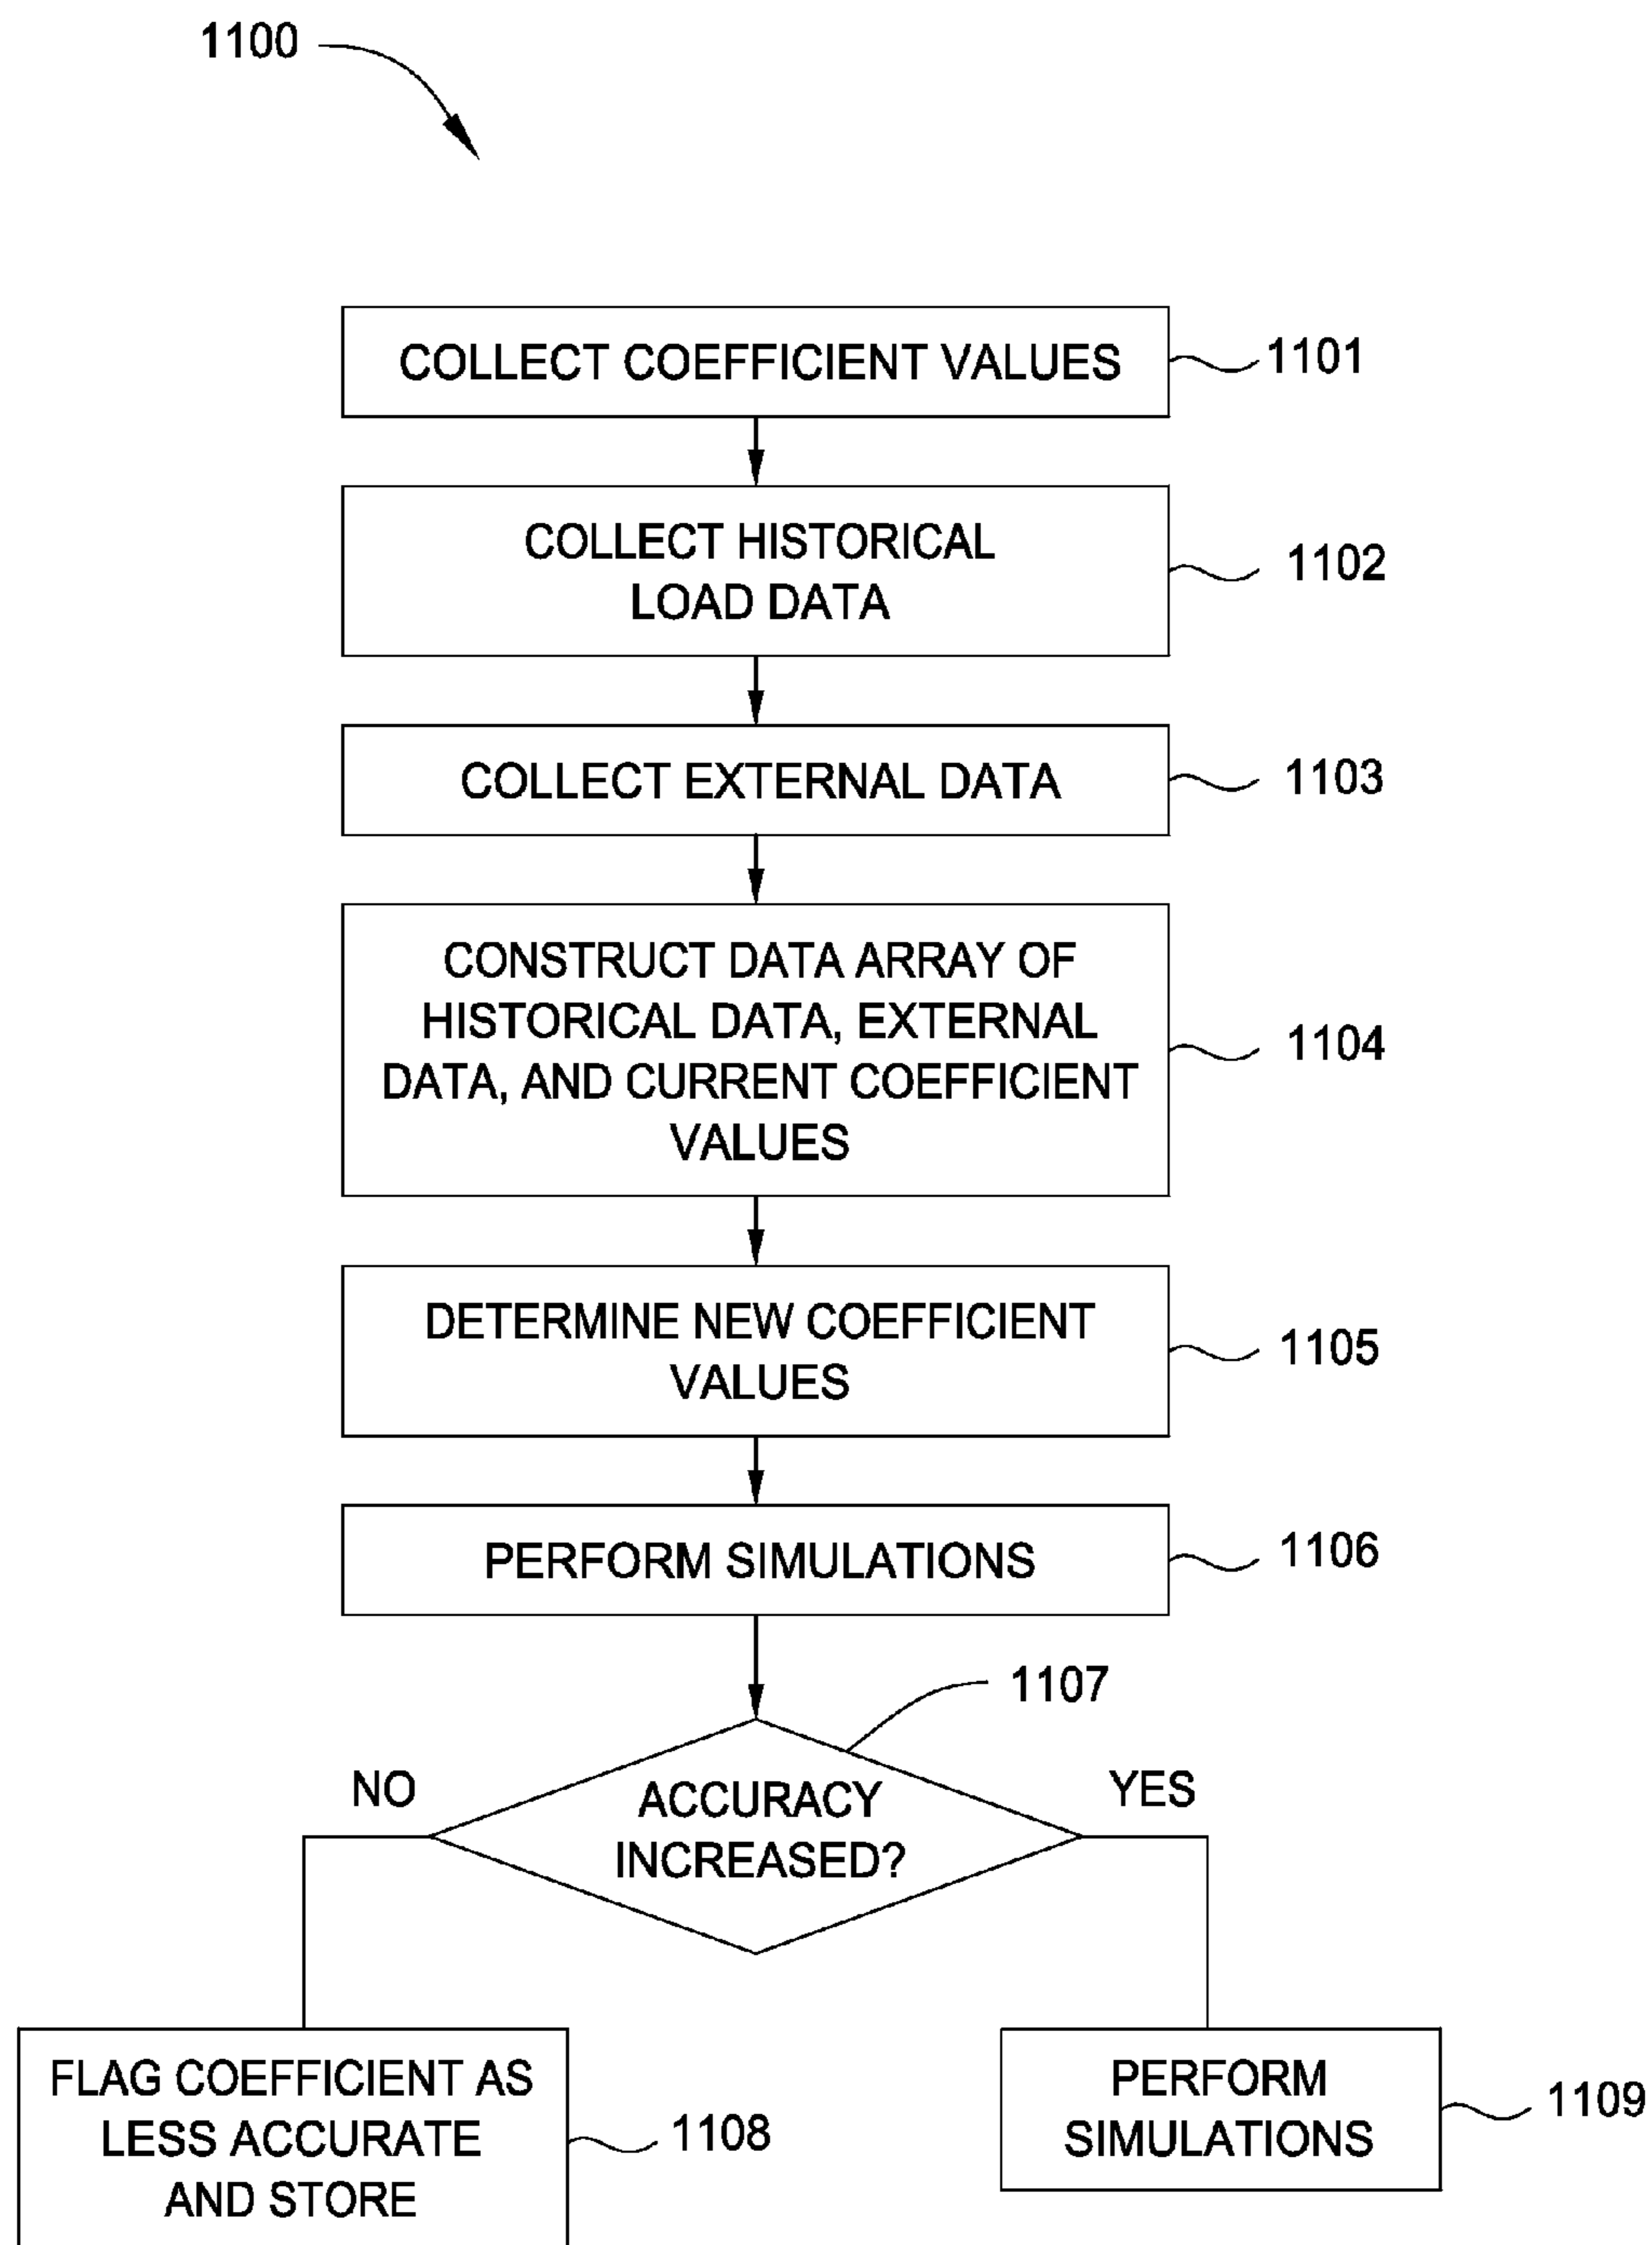 1100
COLLECT COEFFICIENT VALUES
1101
COLLECT HISTORICAL
LOAD DATA
1102
COLLECT EXTERNAL DATA
1103
CONSTRUCT DATA ARRAY OF
HISTORICAL DATA, EXTERNAL
DATA, AND CURRENT COEFFICIENT
VALUES
1104
DETERMINE NEW COEFFICIENT
VALUES
1105
PERFORM SIMULATIONS
1106
1107
NO
ACCURACY
INCREASED?
YES
FLAG COEFFICIENT AS
LESS ACCURATE
AND STORE
1108
PERFORM
SIMULATIONS
1109